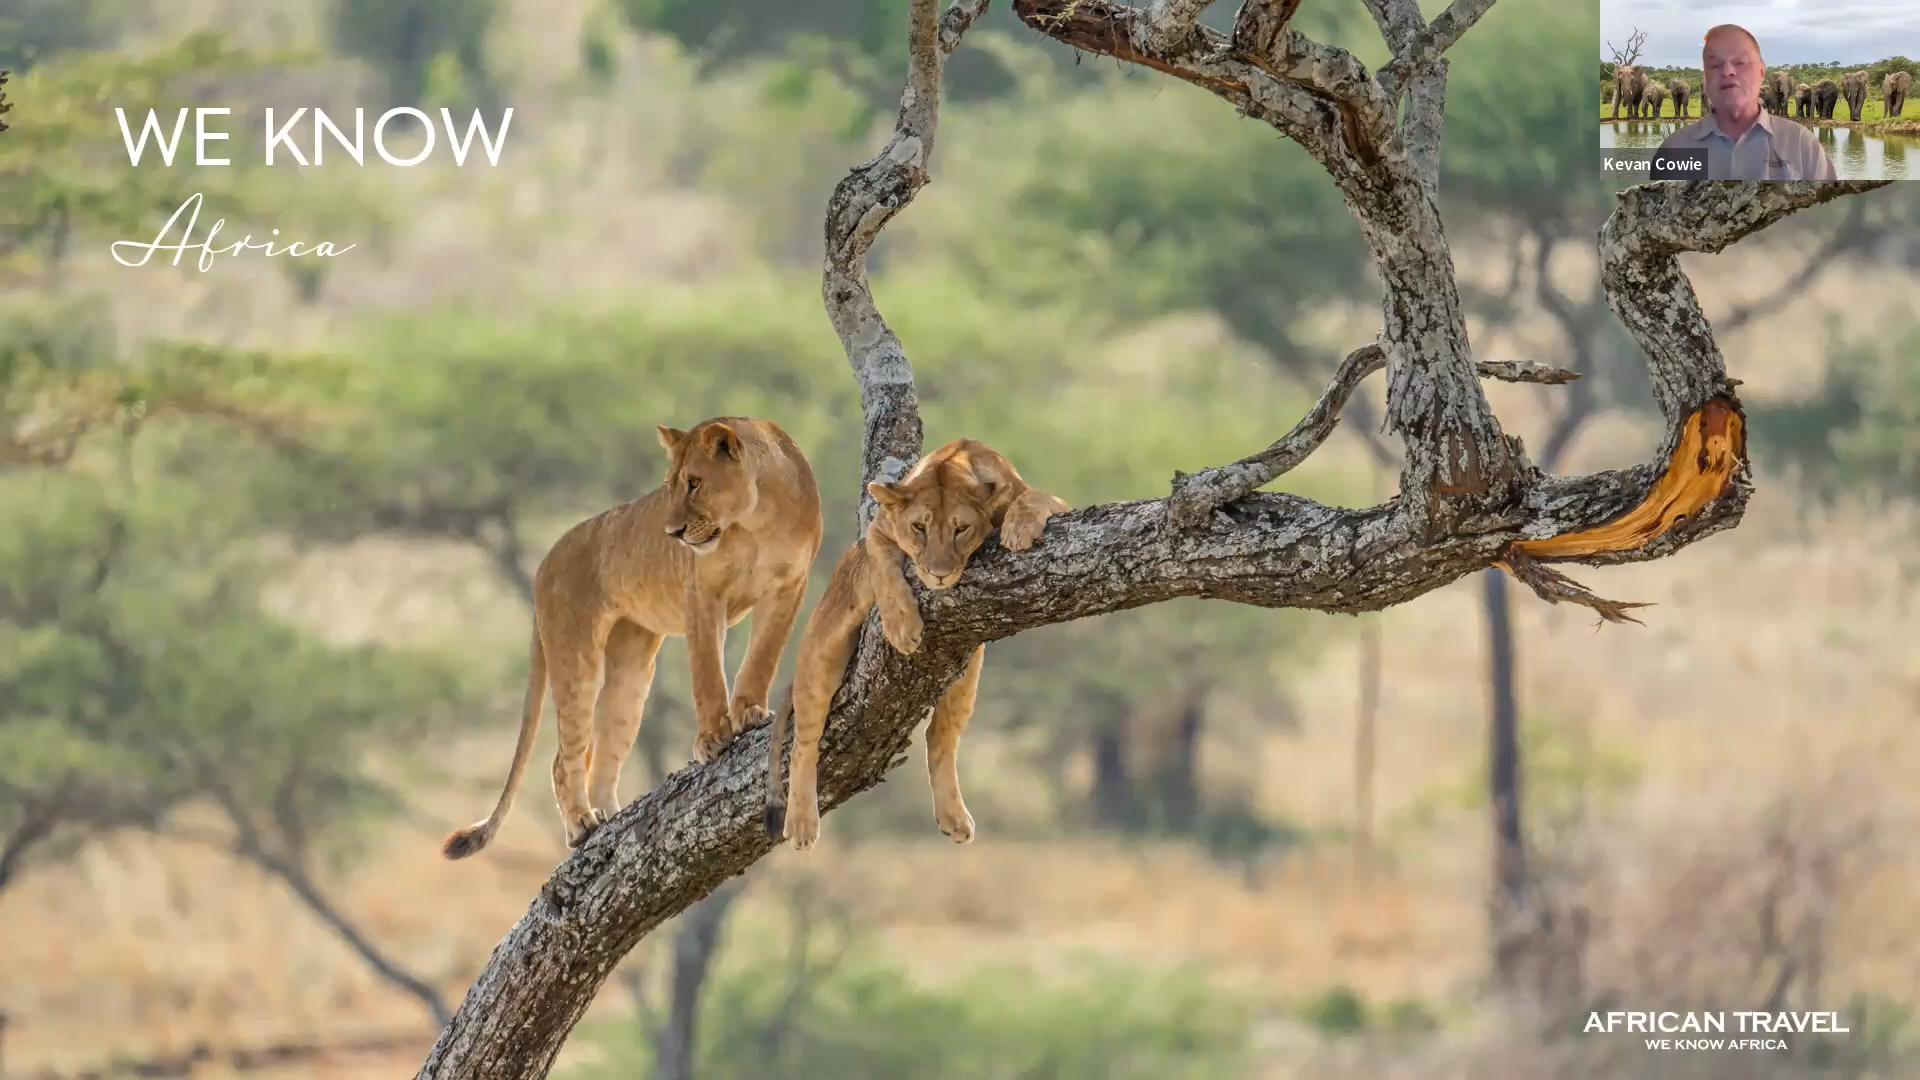 WE KNOW
Africa
Kevan Cowie
AFRICAN TRAVEL
WE KNOW AFRICA